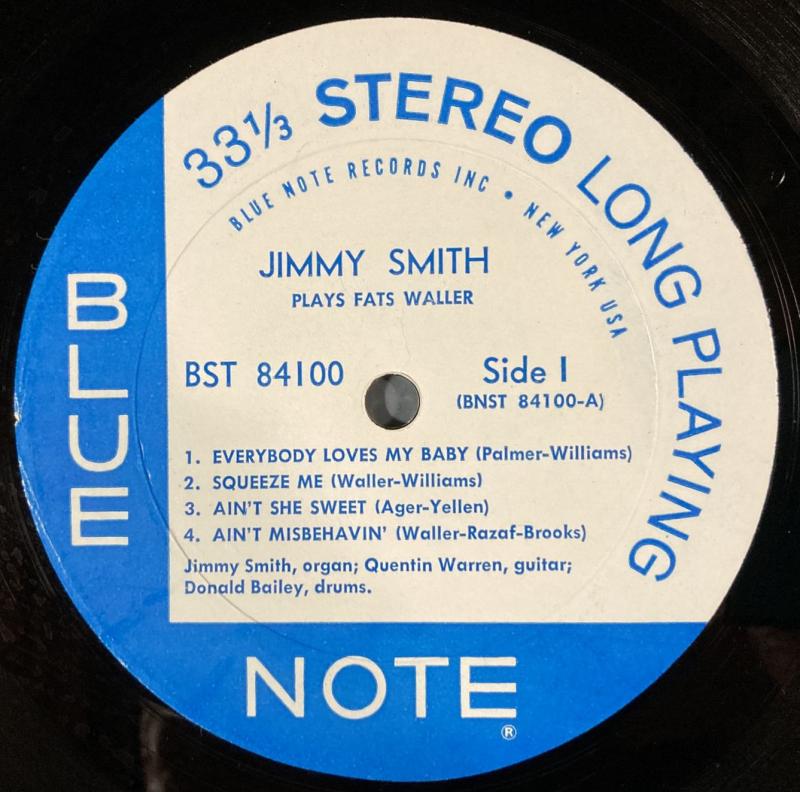 33⅓ STEREO LONG PLAYING
BLUE NOTE RECORDS INC • NEW YORK USA
JIMMY SMITH
PLAYS FATS WALLER
BST 84100
Side 1
(BNST 84100-A)
1. EVERYBODY LOVES MY BABY (Palmer-Williams)
2. SQUEEZE ME (Waller-Williams)
3. AIN'T SHE SWEET (Ager-Yellen)
4. AIN'T MISBEHAVIN' (Waller-Razaf-Brooks)
Jimmy Smith, organ; Quentin Warren, guitar;
Donald Bailey, drums.
BLUE
NOTE
®